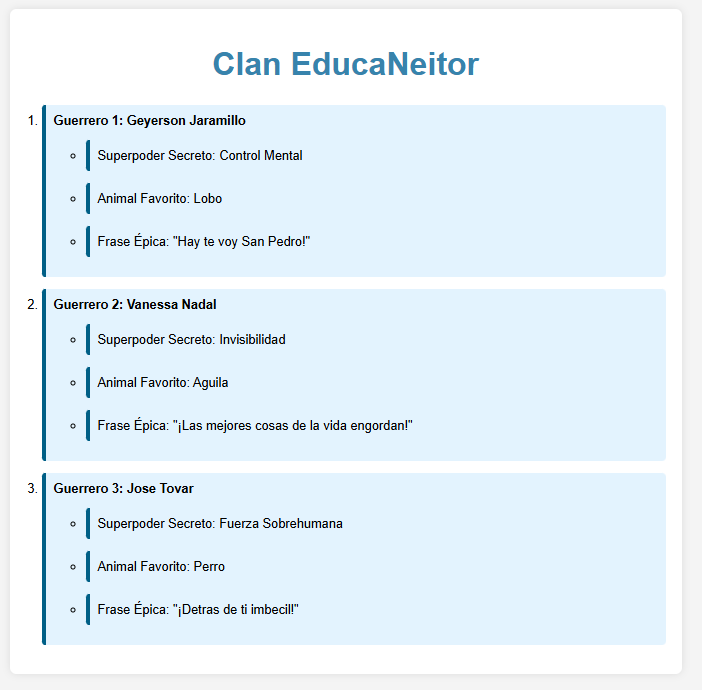 Clan EducaNeitor
1. Guerrero 1: Geyerson Jaramillo
Superpoder Secreto: Control Mental
Animal Favorito: Lobo
Frase Épica: "Hay te voy San Pedro!"
2. Guerrero 2: Vanessa Nadal
Superpoder Secreto: Invisibilidad
Animal Favorito: Aguila
Frase Épica: "¡Las mejores cosas de la vida engordan!"
3. Guerrero 3: Jose Tovar
Superpoder Secreto: Fuerza Sobrehumana
Animal Favorito: Perro
Frase Épica: "¡Detras de ti imbecil!"